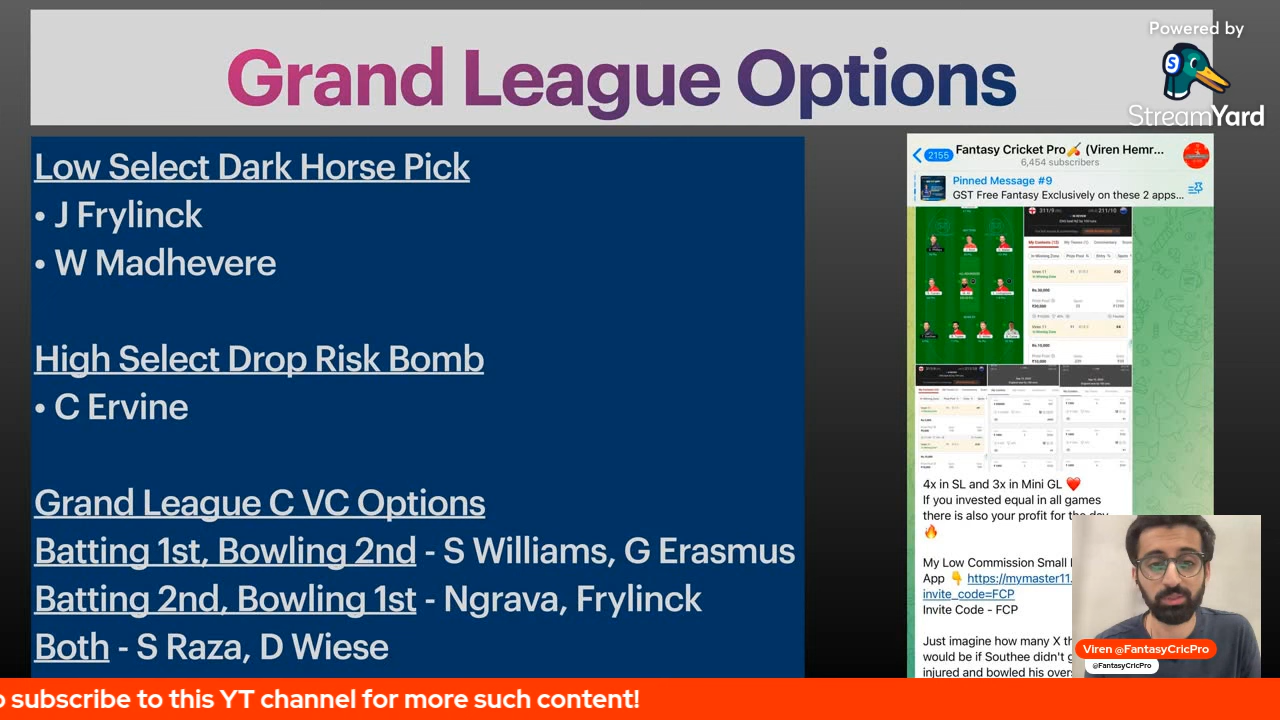 Powered by
StreamYard
Grand League Options
Low Select Dark Horse Pick
• J Frylinck
• W Madhevere
High Select Drop Risk Bomb
• C Ervine
Grand League C VC Options
Batting 1st, Bowling 2nd - S Williams, G Erasmus
Batting 2nd, Bowling 1st - Ngrava, Frylinck
Both - S Raza, D Wiese
2155
Fantasy Cricket Pro🏏 (Viren Hemr...
6,454 subscribers
Pinned Message #9
GST Free Fantasy Exclusively on these 2 apps...
4x in SL and 3x in Mini GL ❤️
If you invested equal in all games
there is also your profit for the day
🔥
My Low Commission Small
App 👇 https://mymaster11.
invite_code=FCP
Invite Code - FCP
Just imagine how many X th
would be if Southee didn't g
injured and bowled his overs
Viren @FantasyCricPro
@FantasyCricPro
o subscribe to this YT channel for more such content!